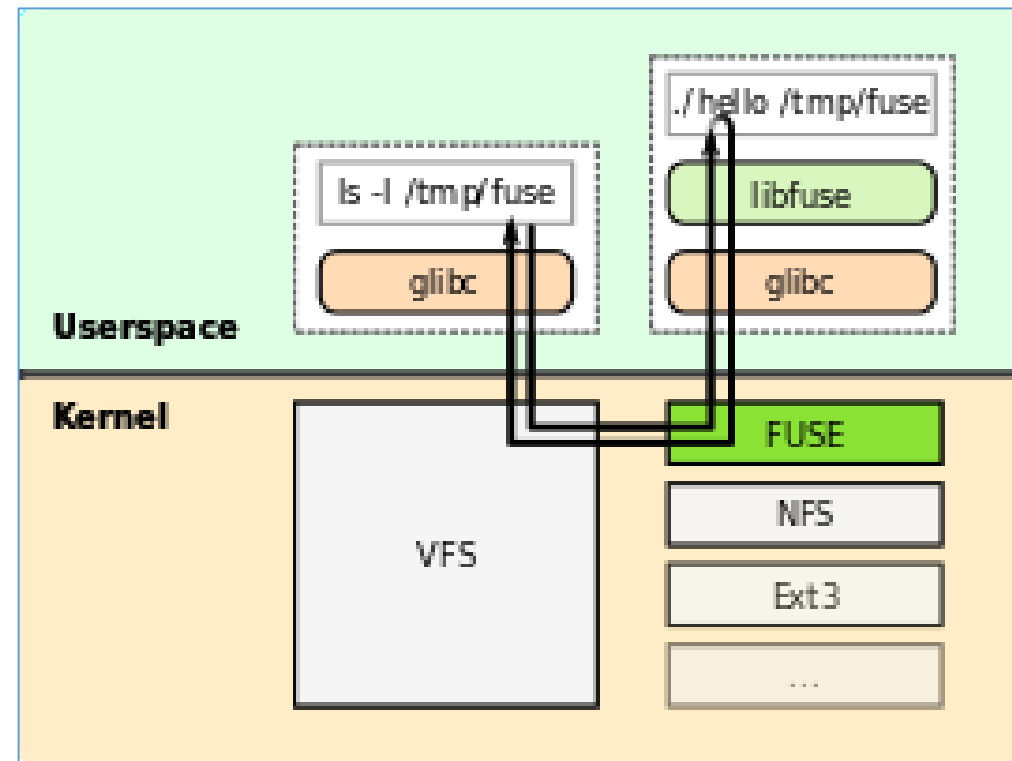 ./hello /tmp/fuse
ls -l /tmp/fuse
libfuse
glibc
glibc
Userspace
Kernel
FUSE
NFS
VFS
Ext3
...